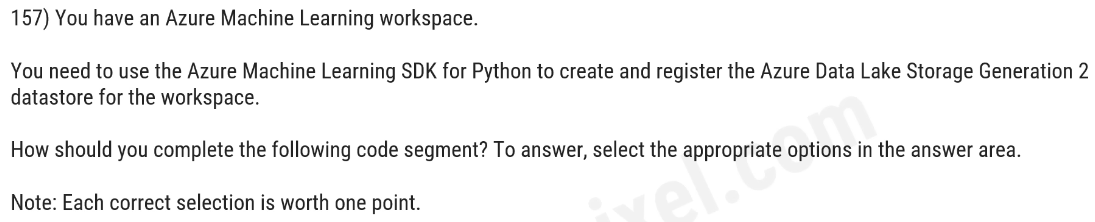 157) You have an Azure Machine Learning workspace.
You need to use the Azure Machine Learning SDK for Python to create and register the Azure Data Lake Storage Generation 2
datastore for the workspace.
How should you complete the following code segment? To answer, select the appropriate options in the answer area.
Note: Each correct selection is worth one point.
ixel.com